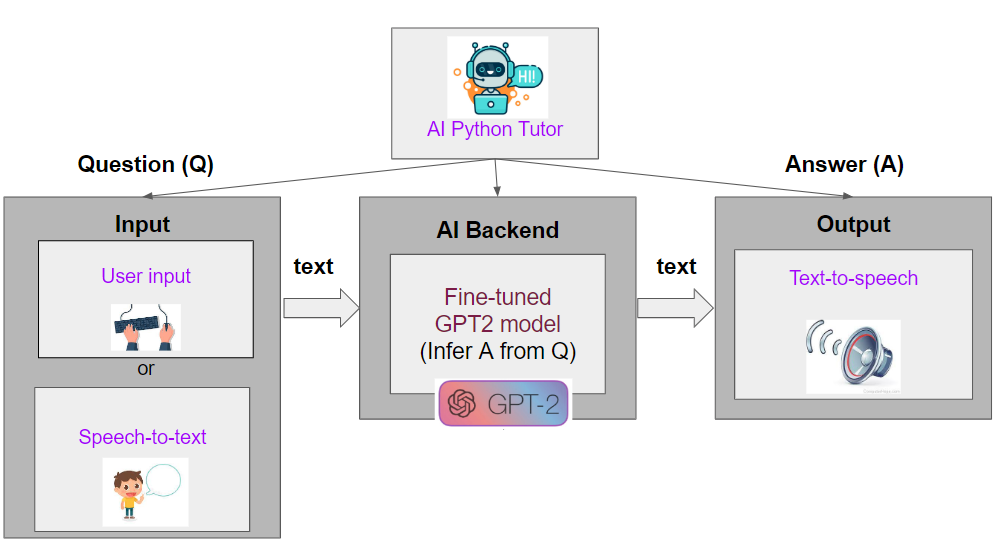 HI!
AI Python Tutor
Question (Q)
Answer (A)
Input
User input
or
Speech-to-text
text
AI Backend
Fine-tuned
GPT2 model
(Infer A from Q)
GPT-2
text
Output
Text-to-speech